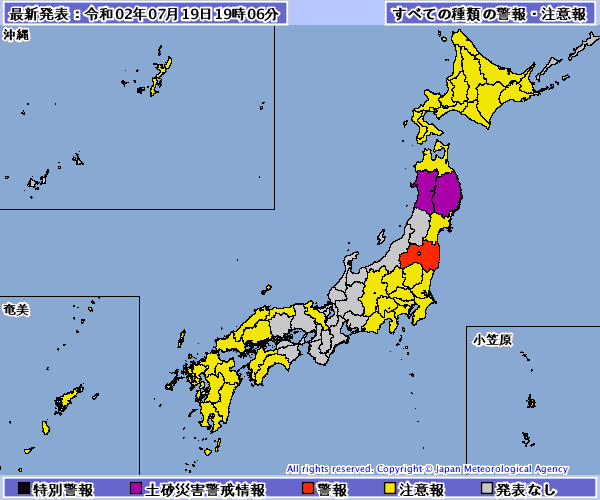 最新発表：令和02年07月19日19時06分
すべての種類の警報・注意報
沖縄
奄美
小笠原
All rights reserved. Copyright © Japan Meteorological Agency
特別警報
土砂災害警戒情報
警報
注意報
発表なし